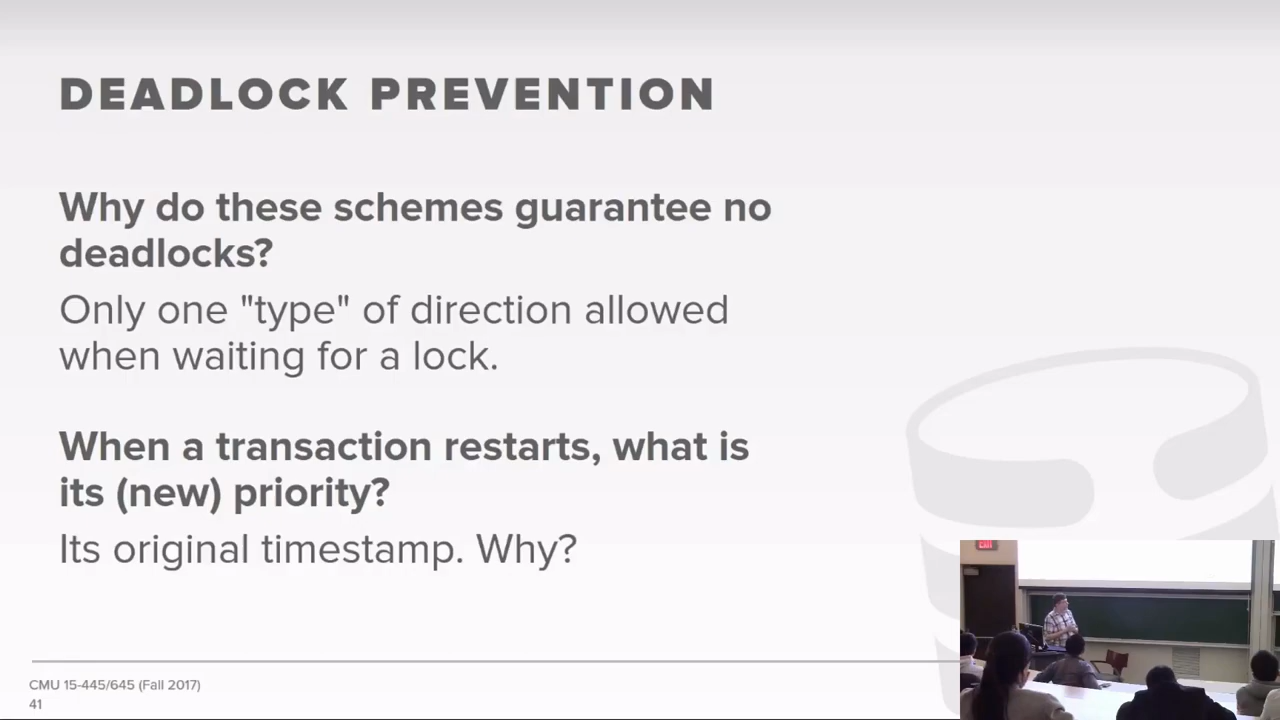 DEADLOCK PREVENTION
Why do these schemes guarantee no
deadlocks?
Only one "type" of direction allowed
when waiting for a lock.
When a transaction restarts, what is
its (new) priority?
Its original timestamp. Why?
CMU 15-445/645 (Fall 2017)
41
EXIT